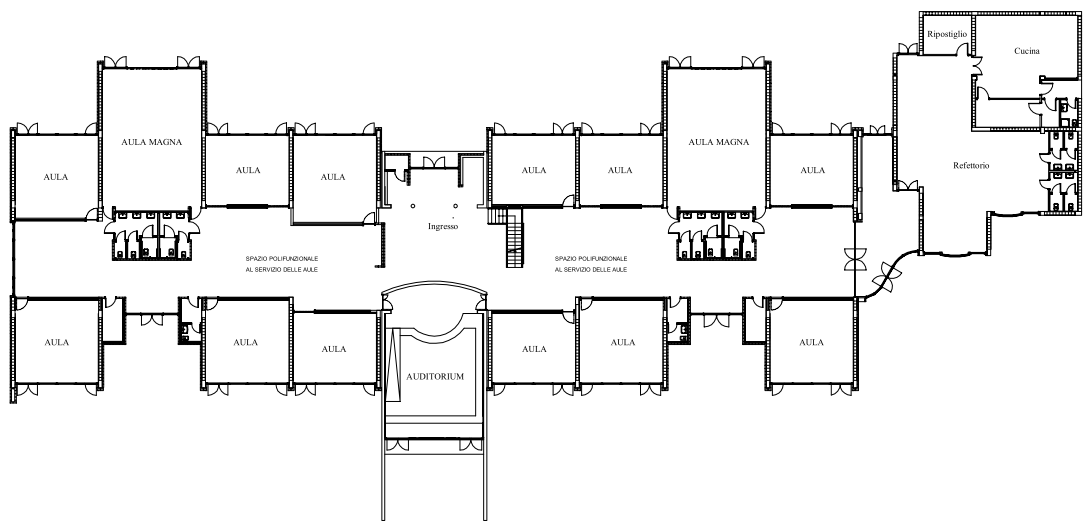 Ripostiglio
Cucina
AULA MAGNA
AULA MAGNA
AULA
AULA
AULA
AULA
AULA
AULA
Refettorio
Ingresso
SPAZIO POLIFUNZIONALE
AL SERVIZIO DELLE AULE
SPAZIO POLIFUNZIONALE
AL SERVIZIO DELLE AULE
AULA
AULA
AULA
AULA
AULA
AULA
AUDITORIUM